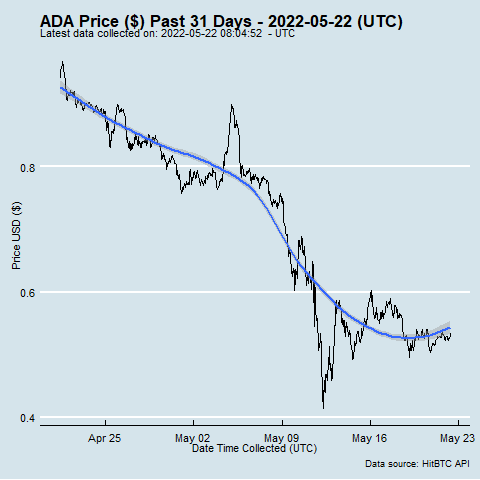 ADA Price ($) Past 31 Days - 2022-05-22 (UTC)
Latest data collected on: 2022-05-22 08:04:52 - UTC
Price USD ($)
0.8
0.6
0.4
Apr 25 May 02 May 09 May 16 May 23
Date Time Collected (UTC)
Data source: HitBTC API